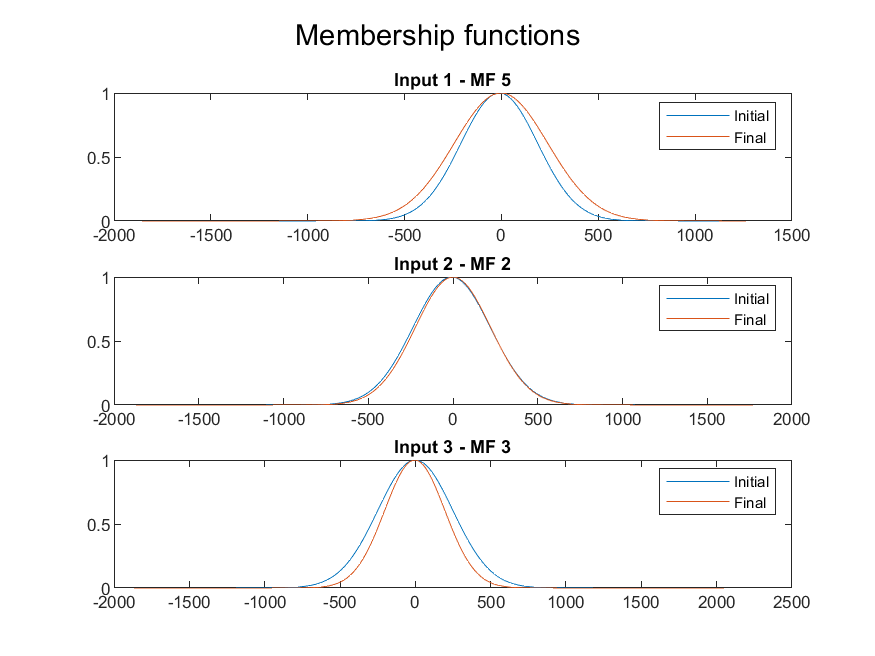 Membership functions
Input 1 - MF 5
1
0.5
0
-2000 -1500 -1000 -500 0 500 1000 1500
Initial
Final
Input 2 - MF 2
1
0.5
0
-2000 -1500 -1000 -500 0 500 1000 1500 2000
Initial
Final
Input 3 - MF 3
1
0.5
0
-2000 -1500 -1000 -500 0 500 1000 1500 2000 2500
Initial
Final